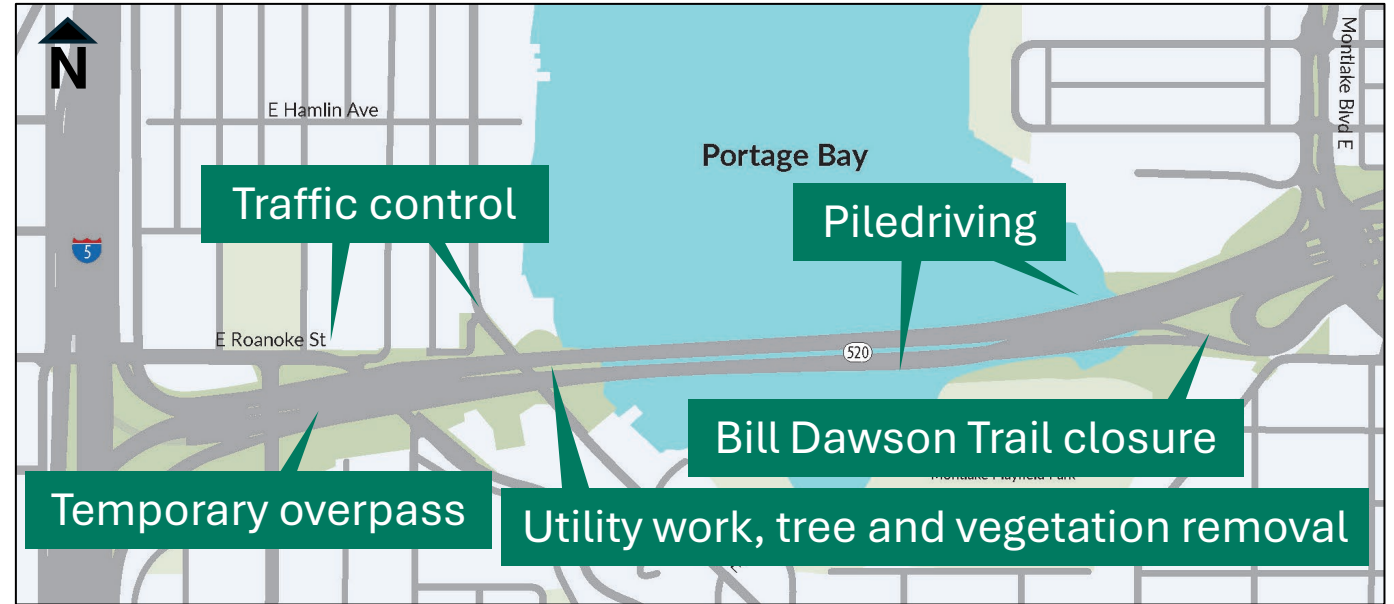 N
Montlake Blvd E
E Hamlin Ave
Portage Bay
Traffic control
Piledriving
5
E Roanoke St
520
Bill Dawson Trail closure
Temporary overpass
Utility work, tree and vegetation removal